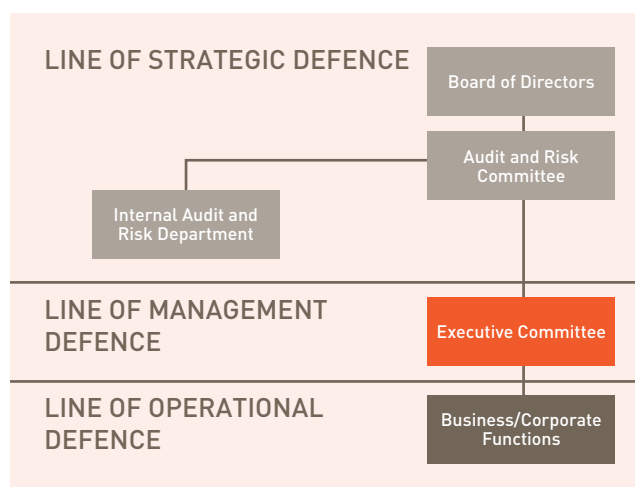 LINE OF STRATEGIC DEFENCE
Board of Directors
Audit and Risk
Committee
Internal Audit and
Risk Department
LINE OF MANAGEMENT
DEFENCE
Executive Committee
LINE OF OPERATIONAL
DEFENCE
Business/Corporate
Functions